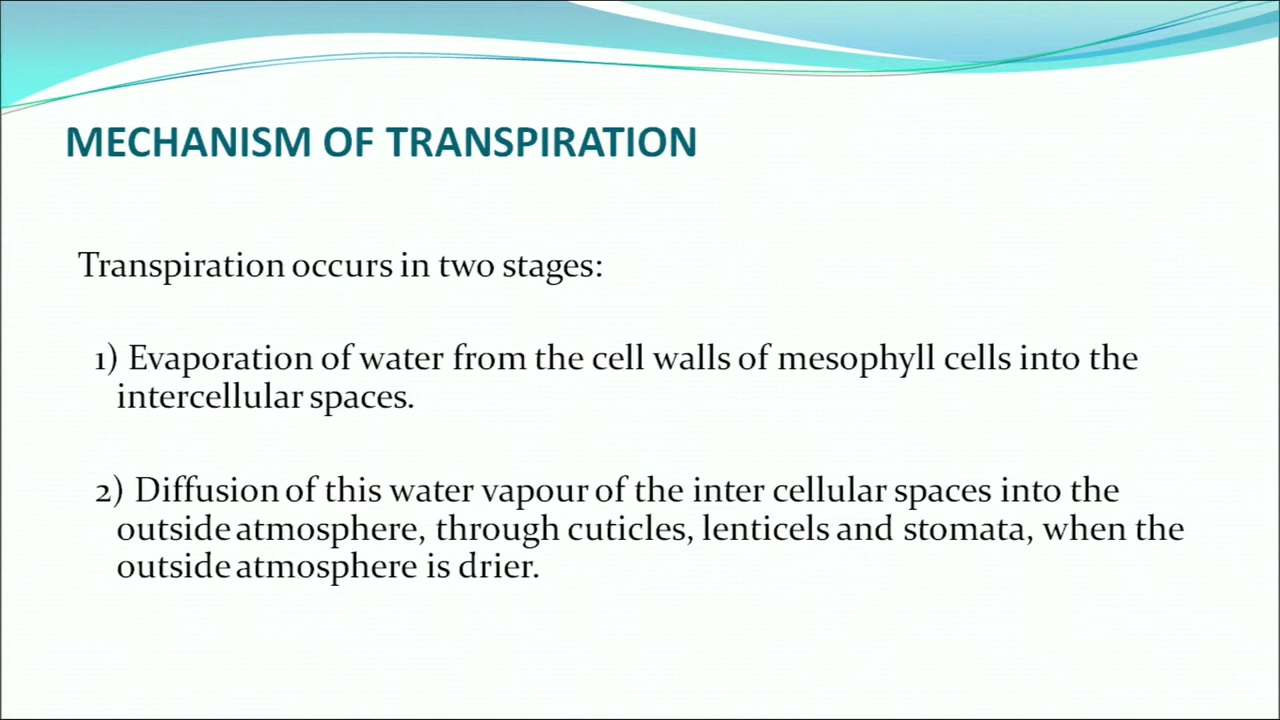 MECHANISM OF TRANSPIRATION
Transpiration occurs in two stages:
1) Evaporation of water from the cell walls of mesophyll cells into the
intercellular spaces.
2) Diffusion of this water vapour of the inter cellular spaces into the
outside atmosphere, through cuticles, lenticels and stomata, when the
outside atmosphere is drier.